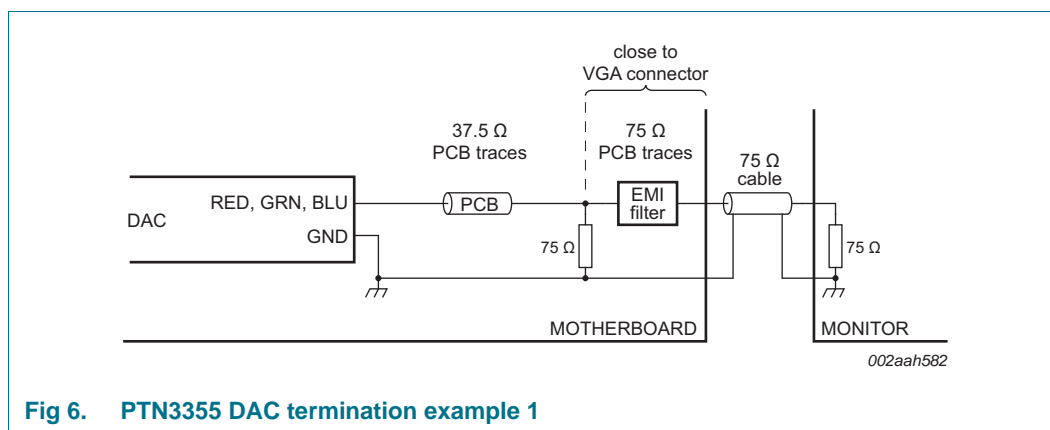 close to
VGA connector
37.5 Ω
PCB traces
75 Ω
PCB traces
75 Ω
cable
RED, GRN, BLU
PCB
EMI
filter
DAC
GND
75 Ω
75 Ω
MOTHERBOARD
MONITOR
002aah582
Fig 6. PTN3355 DAC termination example 1